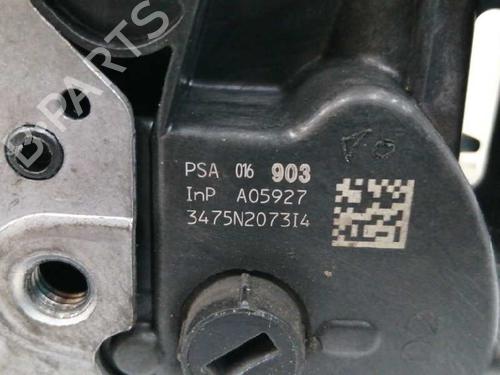 B-PARTS
PSA 016 903
InP A05927
3475N2073I4